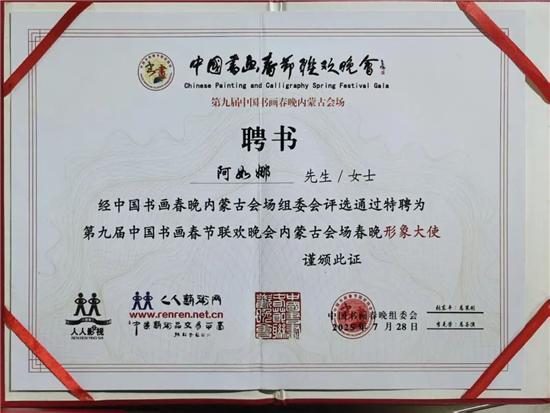 中国书画春节联欢晚会
Chinese Painting and Calligraphy Spring Festival Gala
第九届中国书画春晚内蒙古会场
聘书
阿如娜 先生/女士
经中国书画春晚内蒙古会场组委会评选通过特聘为
第九届中国书画春节联欢晚会内蒙古会场春晚形象大使
谨颁此证
人人艺术网
www.renren.net.cn
人人影视
RENREN YING SHI
中国书画春晚组委会
2025年 7月 28日